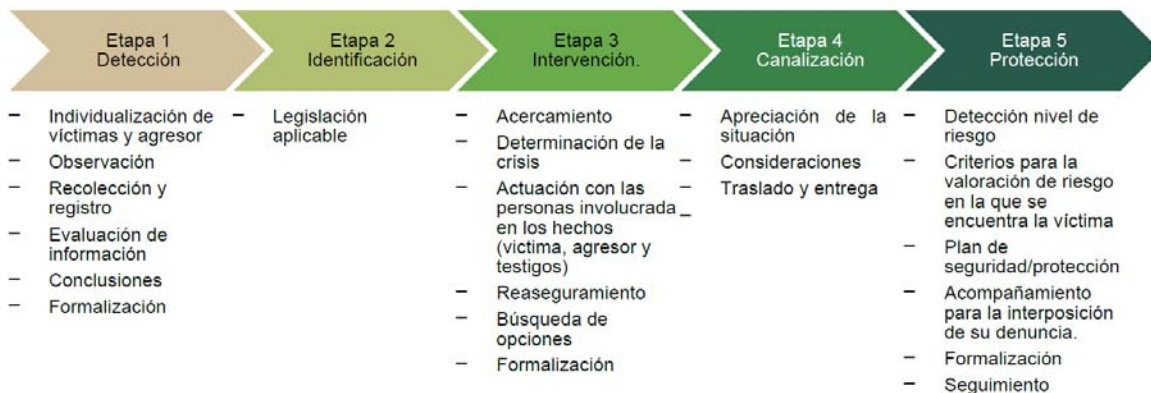 Etapa 1
Detección
Etapa 2
Identificación
Etapa 3
Intervención.
Etapa 4
Canalización
Etapa 5
Protección
– Individualización de
víctimas y agresor
– Observación
– Recolección y
registro
– Evaluación de
información
– Conclusiones
– Formalización
– Legislación
aplicable
– Acercamiento
– Determinación de la
crisis
– Actuación con las
personas involucrada
en los hechos
(victima, agresor y
testigos)
– Reaseguramiento
– Búsqueda de
opciones
– Formalización
– Apreciación de la
situación
– Consideraciones
– Traslado y entrega
–
– Detección nivel de
riesgo
– Criterios para la
valoración de riesgo
en la que se
encuentra la víctima
– Plan de
seguridad/protección
– Acompañamiento
para la interposición
de su denuncia.
– Formalización
– Seguimiento